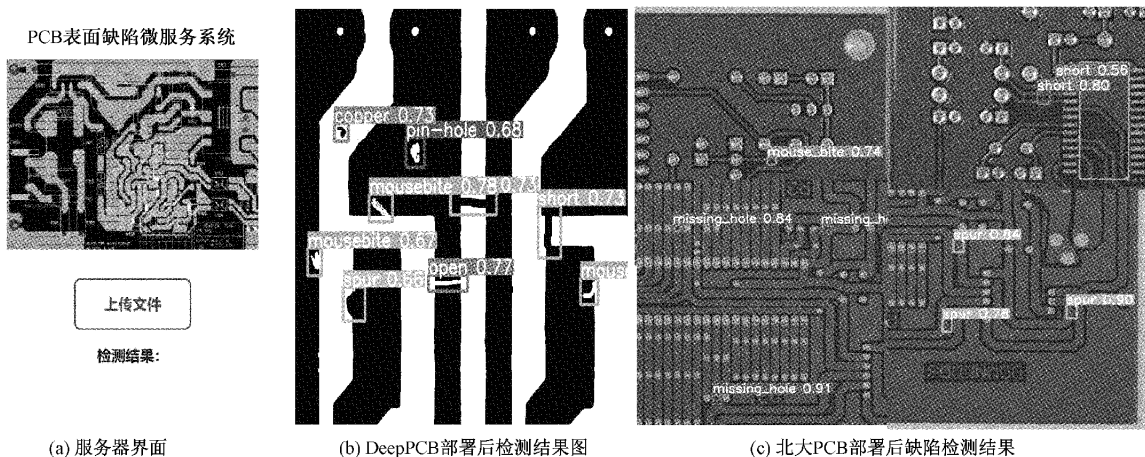 PCB表面缺陷微服务系统
上传文件
检测结果:
(a) 服务器界面
copper 0.73
pin-hole 0.68
mousebite 0.78
0.73
short 0.73
mousebite 0.67
open 0.77
spur
mouse
(b) DeepPCB部署后检测结果图
short 0.56
short 0.80
mouse_bite 0.74
missing_hole 0.84
missing_h
spur 0.84
spur 0.90
spur 0.78
missing_hole 0.91
(c) 北大PCB部署后缺陷检测结果